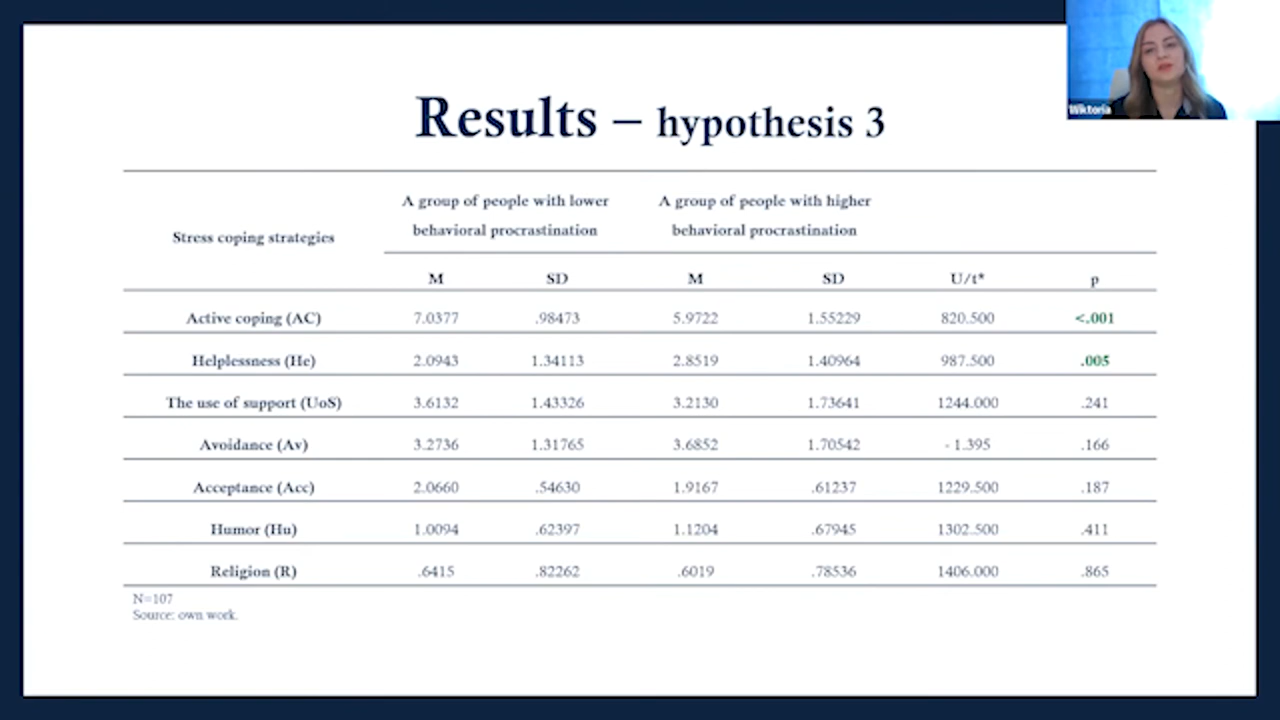 Wiktoria
Results – hypothesis 3
Stress coping strategies
A group of people with lower
behavioral procrastination
A group of people with higher
behavioral procrastination
M SD M SD U/t* p
Active coping (AC) 7.0377 .98473 5.9722 1.55229 820.500 <.001
Helplessness (He) 2.0943 1.34113 2.8519 1.40964 987.500 .005
The use of support (UoS) 3.6132 1.43326 3.2130 1.73641 1244.000 .241
Avoidance (Av) 3.2736 1.31765 3.6852 1.70542 - 1.395 .166
Acceptance (Acc) 2.0660 .54630 1.9167 .61237 1229.500 .187
Humor (Hu) 1.0094 .62397 1.1204 .67945 1302.500 .411
Religion (R) .6415 .82262 .6019 .78536 1406.000 .865
N=107
Source: own work.